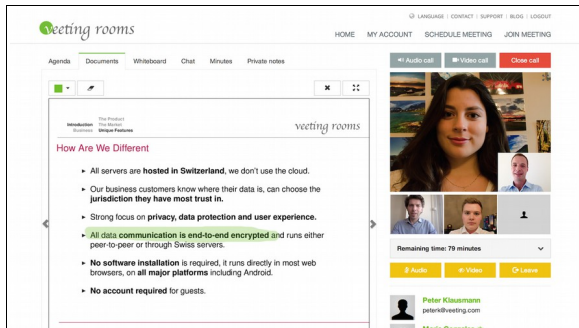 LANGUAGE | CONTACT | SUPPORT | BLOG | LOGOUT
veeting rooms
HOME MY ACCOUNT SCHEDULE MEETING JOIN MEETING
Agenda Documents Whiteboard Chat Minutes Private notes
Audio call Video call Close call
The Product
Introduction The Market
Business Unique Features
veeting rooms
How Are We Different
All servers are hosted in Switzerland, we don't use the cloud.
Our business customers know where their data is, can choose the
jurisdiction they have most trust in.
Strong focus on privacy, data protection and user experience.
All data communication is end-to-end encrypted and runs either
peer-to-peer or through Swiss servers.
No software installation is required, it runs directly in most web
browsers, on all major platforms including Android.
No account required for guests.
Remaining time: 79 minutes
Audio Video Leave
Peter Klausmann
peterk@veeting.com